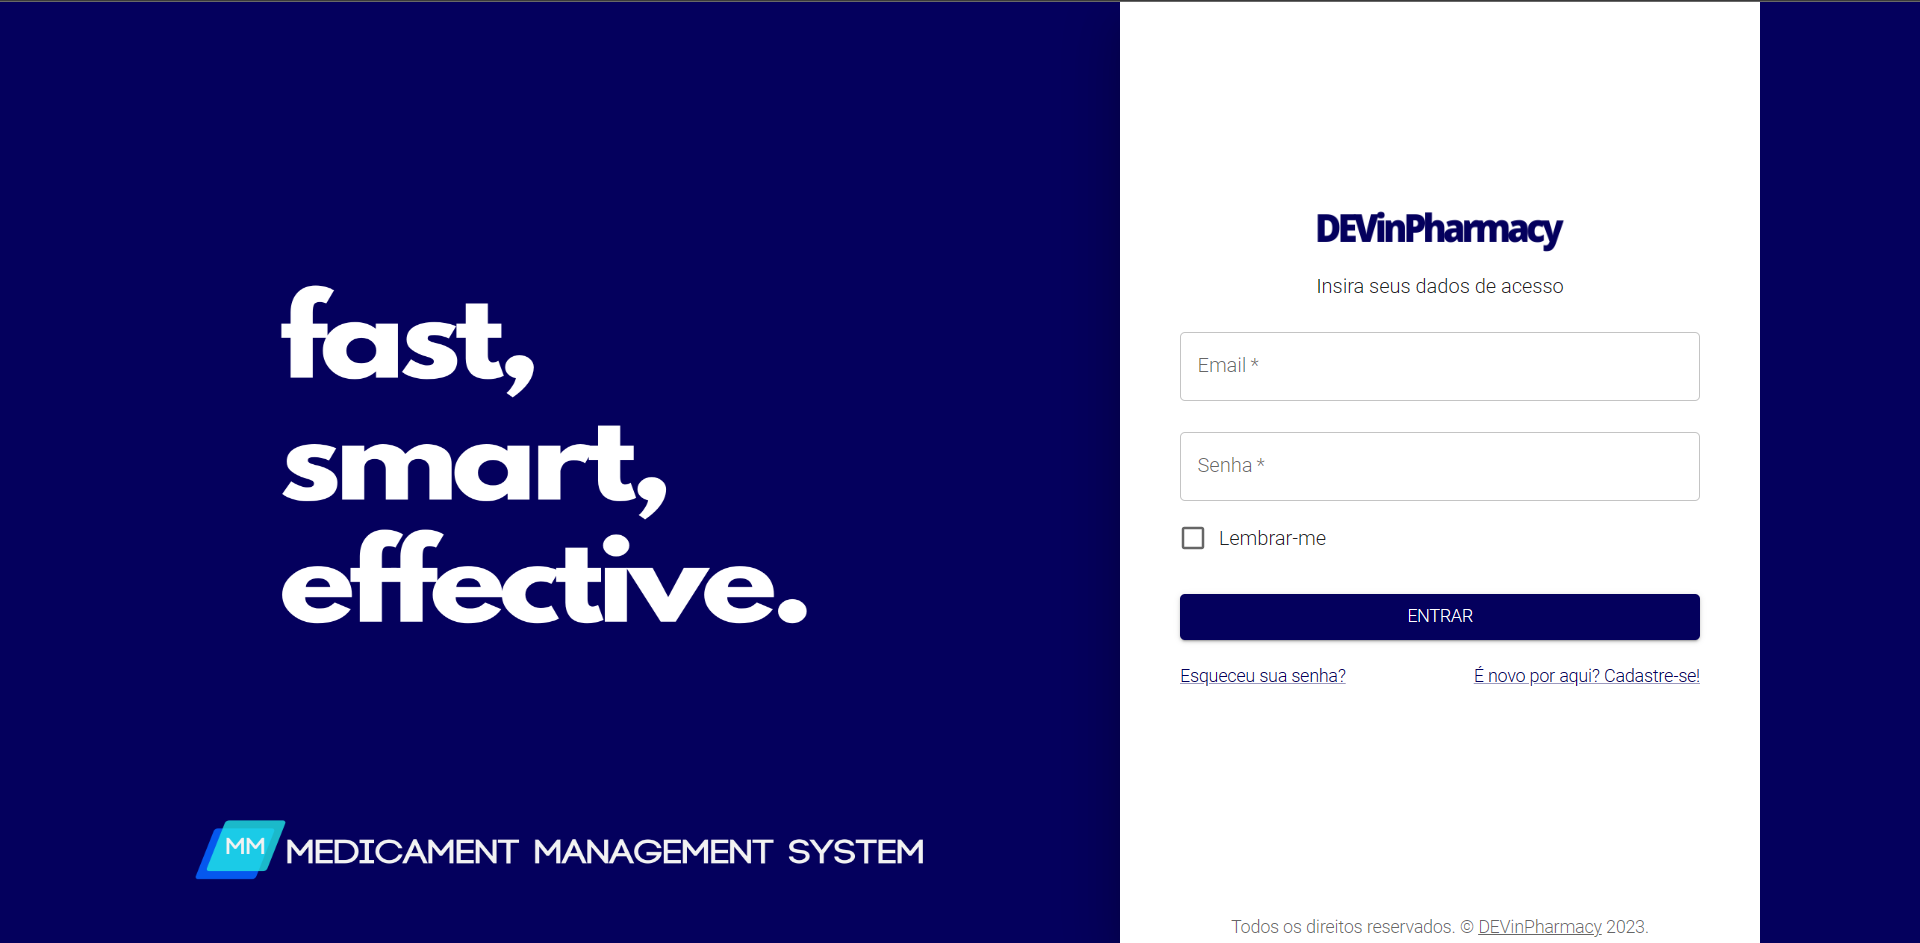 fast,
smart,
effective.
MM MEDICAMENT MANAGEMENT SYSTEM
DEVinPharmacy
Insira seus dados de acesso
Email *
Senha *
Lembrar-me
ENTRAR
Esqueceu sua senha?
É novo por aqui? Cadastre-se!
Todos os direitos reservados. © DEVinPharmacy 2023.